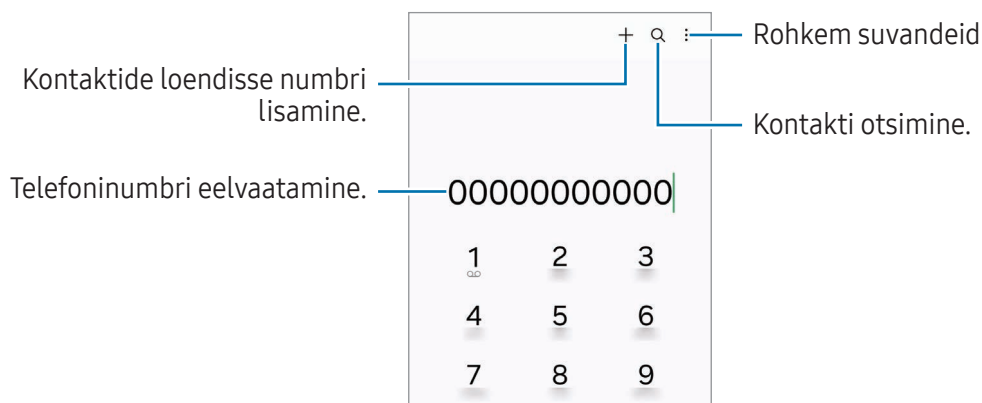 Rohkem suvandeid
Kontaktide loendisse numbri
lisamine.
Kontakti otsimine.
Telefoninumbri eelvaatamine.
00000000000
1 2 3
4 5 6
7 8 9